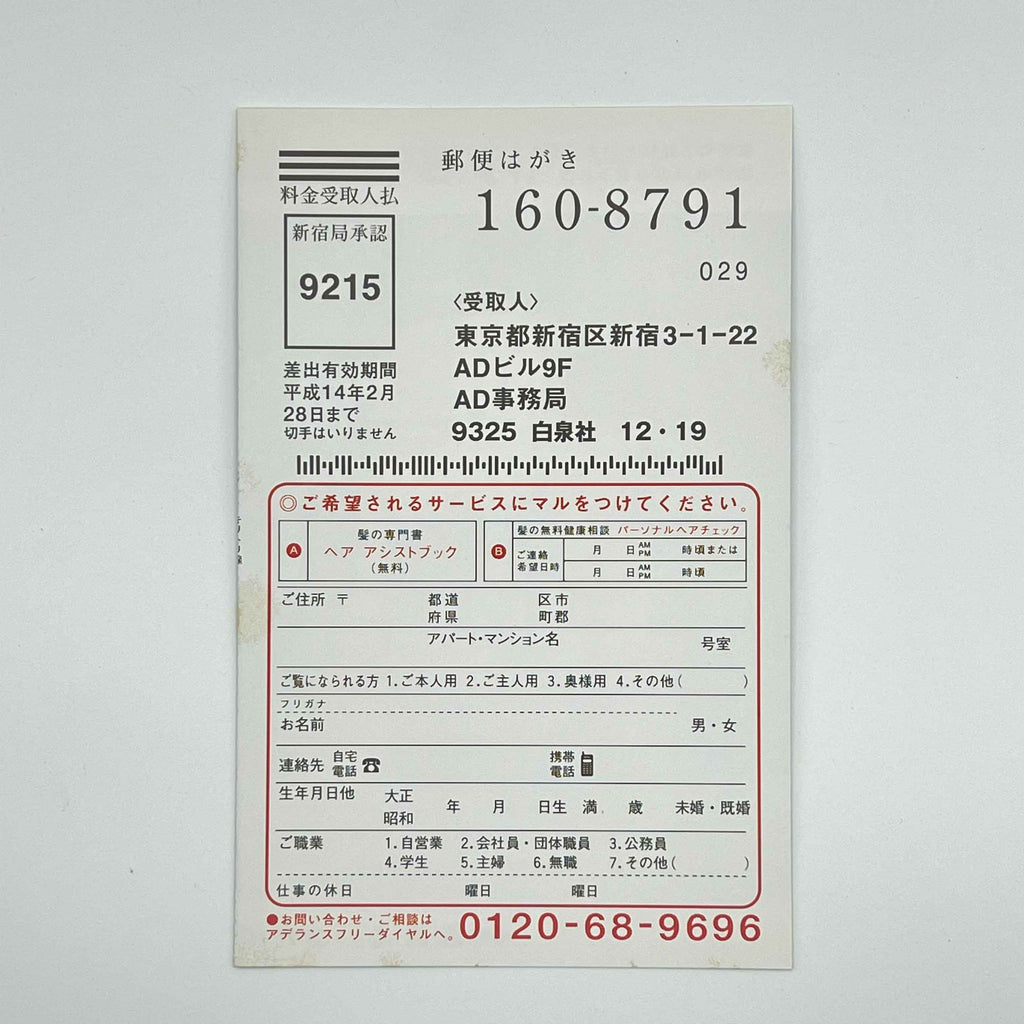 郵便はがき
料金受取人払
160-8791
新宿局承認
9215
029
〈受取人〉
東京都新宿区新宿3-1-22
ADビル9F
AD事務局
9325 白泉社 12・19
差出有効期間
平成14年2月
28日まで
切手はいりません
◎ご希望されるサービスにマルをつけてください。
A
髪の専門書
ヘア アシストブック
(無料)
B
髪の無料健康相談 パーソナルヘアチェック
ご連絡
希望日時
月 日 AM PM 時頃または
月 日 AM PM 時頃
ご住所 〒 都道 区市
府県 町郡
アパート・マンション名 号室
ご覧になられる方 1.ご本人用 2.ご主人用 3.奥様用 4.その他( )
フリガナ
お名前 男・女
連絡先 自宅電話☎ 携帯電話
生年月日他 大正 昭和 年 月 日生 満 歳 未婚・既婚
ご職業 1.自営業 2.会社員・団体職員 3.公務員
4.学生 5.主婦 6.無職 7.その他( )
仕事の休日 曜日 曜日
●お問い合わせ・ご相談は
アデランスフリーダイヤルへ。0120-68-9696
キリトリ線